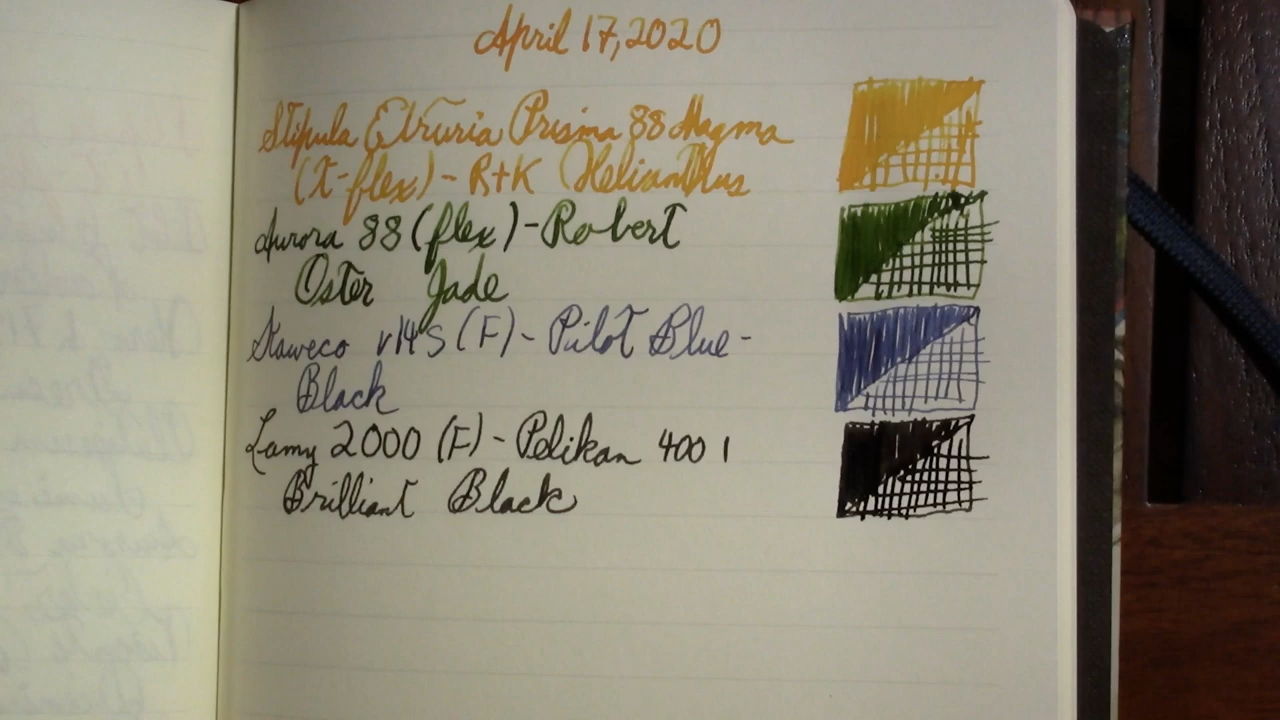 April 17, 2020
Stipula Etruria Prisma 88 Magma
(T-flex) - R+K Helianthus
Aurora 88 (flex) - Robert
Oster Jade
Kaweco V14S (F) - Pilot Blue-
Black
Lamy 2000 (F) - Pelikan 4001
Brilliant Black